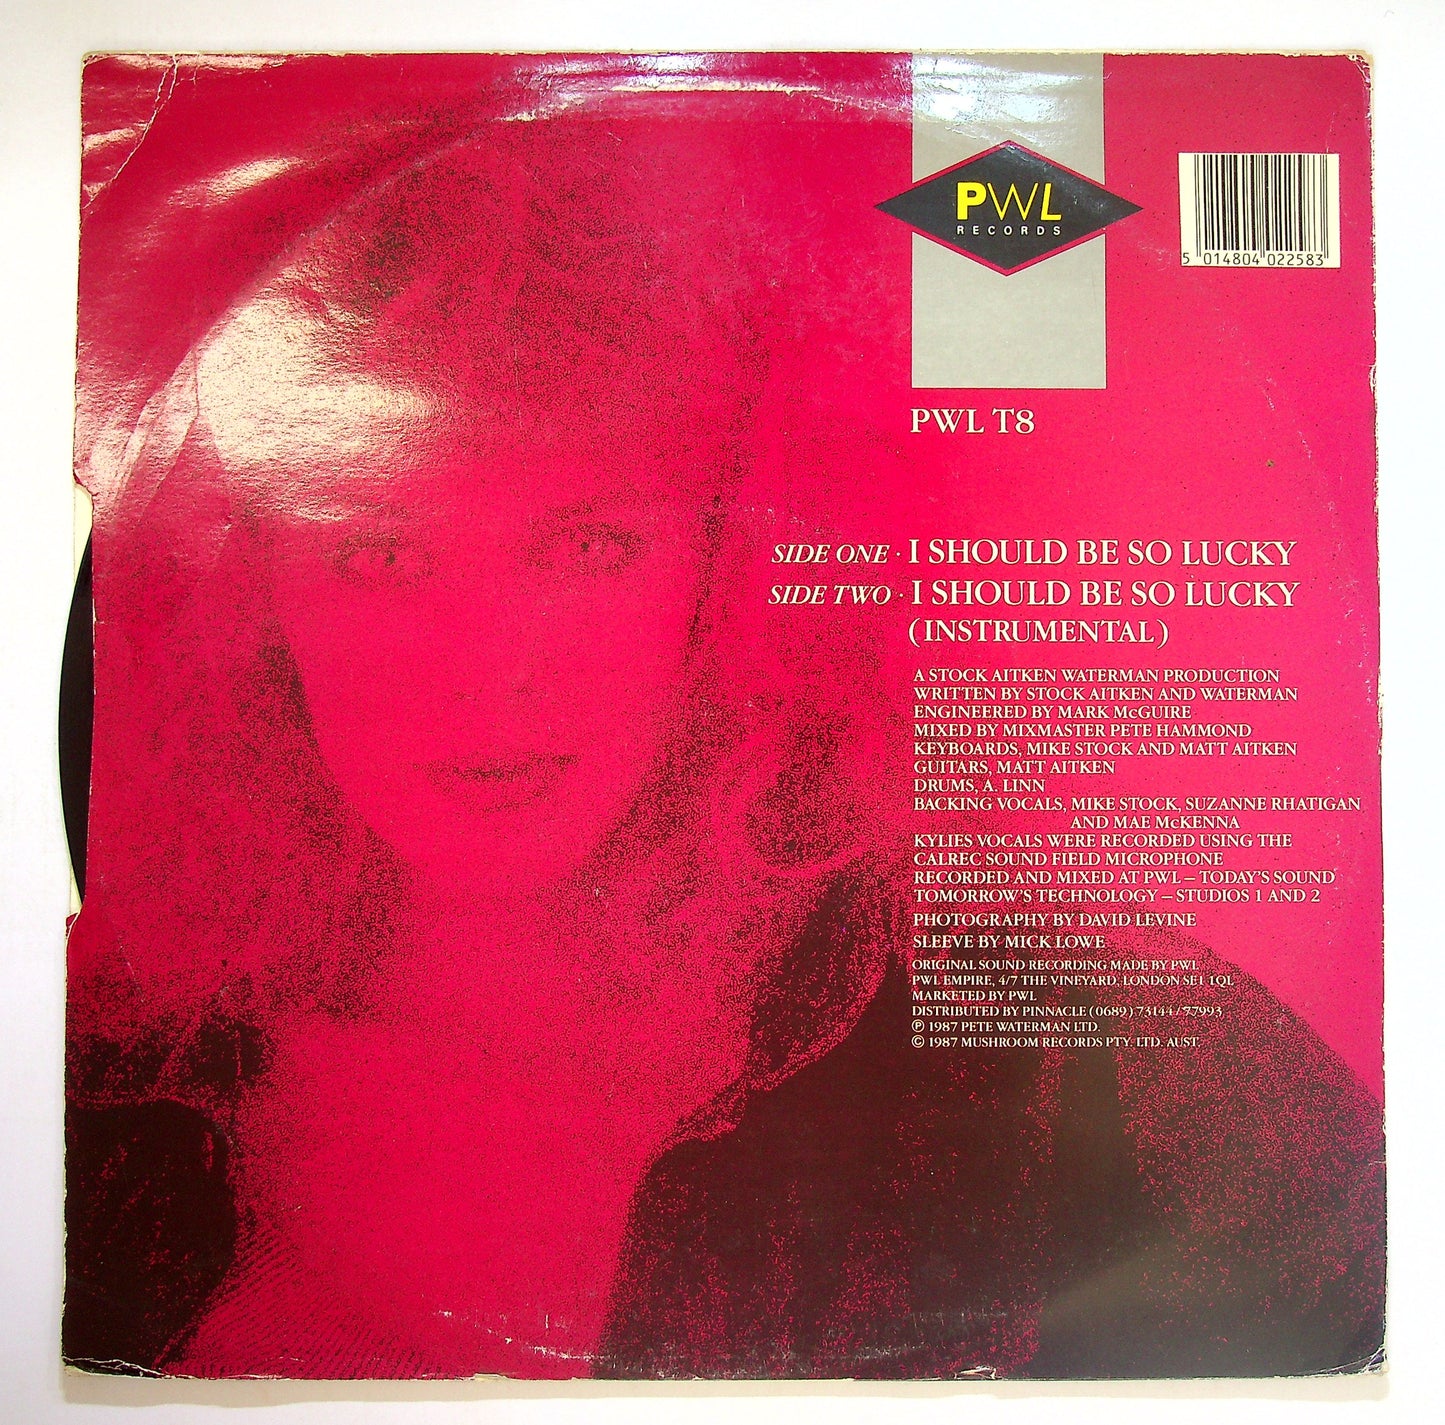 PWL
RECORDS
5 014804 022583
PWL T8
SIDE ONE · I SHOULD BE SO LUCKY
SIDE TWO · I SHOULD BE SO LUCKY
(INSTRUMENTAL)
A STOCK AITKEN WATERMAN PRODUCTION
WRITTEN BY STOCK AITKEN AND WATERMAN
ENGINEERED BY MARK McGUIRE
MIXED BY MIXMASTER PETE HAMMOND
KEYBOARDS, MIKE STOCK AND MATT AITKEN
GUITARS, MATT AITKEN
DRUMS, A. LINN
BACKING VOCALS, MIKE STOCK, SUZANNE RHATIGAN
AND MAE McKENNA
KYLIES VOCALS WERE RECORDED USING THE
CALREC SOUND FIELD MICROPHONE
RECORDED AND MIXED AT PWL – TODAY'S SOUND
TOMORROW'S TECHNOLOGY – STUDIOS 1 AND 2
PHOTOGRAPHY BY DAVID LEVINE
SLEEVE BY MICK LOWE
ORIGINAL SOUND RECORDING MADE BY PWL
PWL EMPIRE, 4/7 THE VINEYARD, LONDON SE1 1QL
MARKETED BY PWL
DISTRIBUTED BY PINNACLE (0689) 73144 / 77993
℗ 1987 PETE WATERMAN LTD.
© 1987 MUSHROOM RECORDS PTY. LTD. AUST.